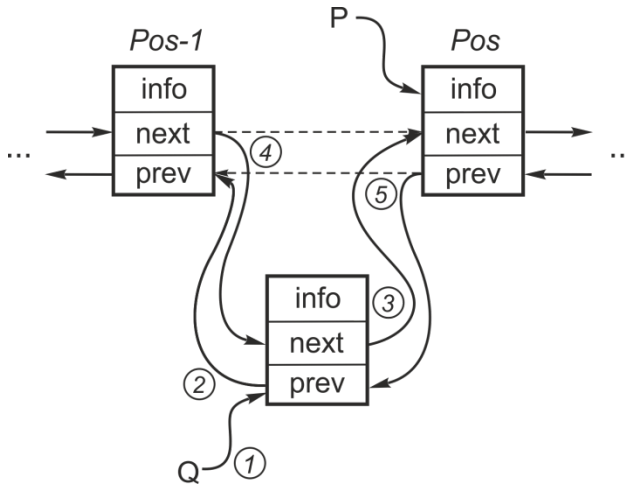 P
Pos-1 Pos
info info
next next
... ...
prev prev
4
5
info
3
next
prev
2
Q 1